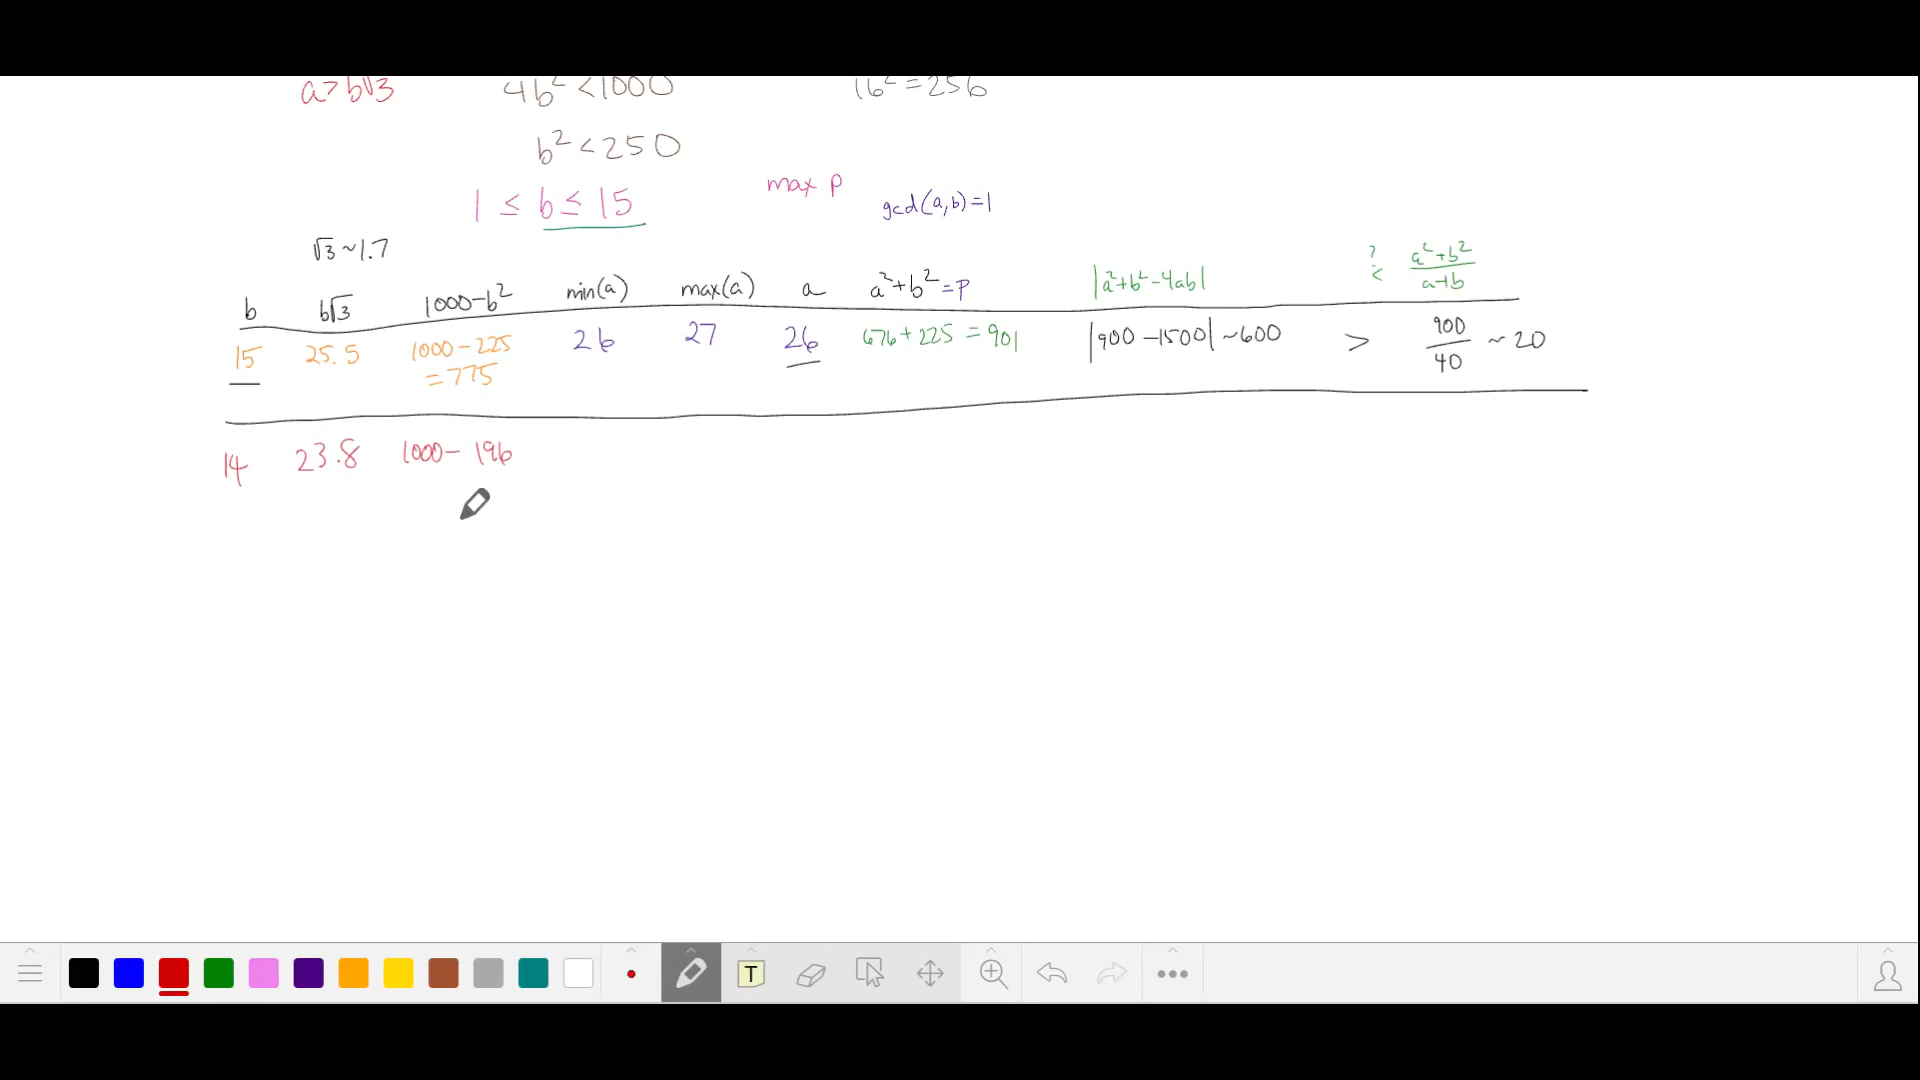 a>b√3 4b² <1000 16² = 256
b² < 250
max p
1 ≤ b ≤ 15 gcd(a,b)=1
√3 ~1.7
b b√3 1000-b² min(a) max(a) a a²+b² =p |a²+b²-4ab| ?< (a²+b²)/(a+b)
15 25.5 1000-225 26 27 26 676+225 = 901 |900-1500| ~600 > 900/40 ~20
=775
14 23.8 1000- 196
T